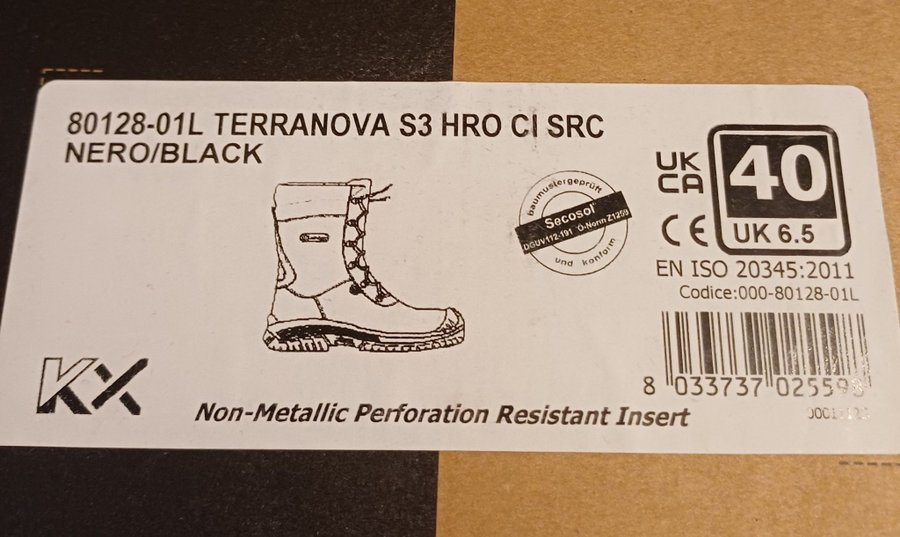 80128-01L TERRANOVA S3 HRO CI SRC
NERO/BLACK
baumustergeprüft
Secosol®
DGUV112-191 Ö-Norm Z1259
und konform
UK
CA
40
UK 6.5
CE
EN ISO 20345:2011
Codice:000-80128-01L
8 033737 025598
KX
Non-Metallic Perforation Resistant Insert